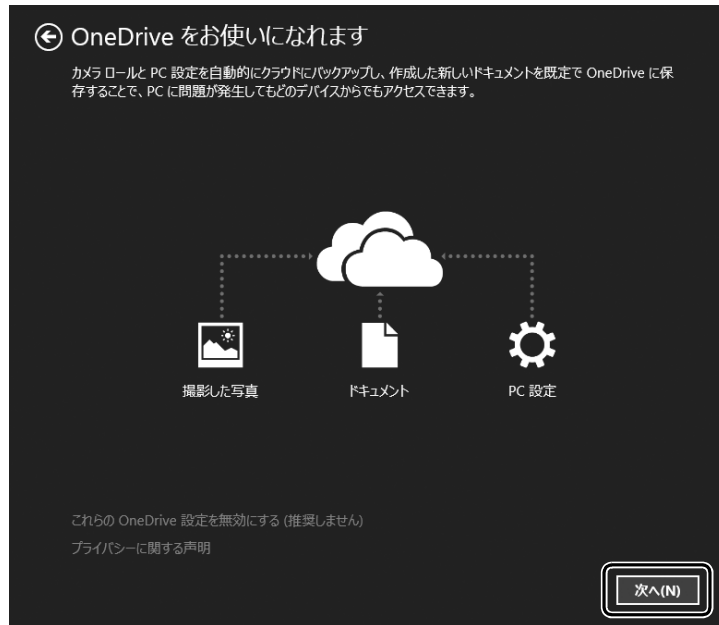 OneDrive をお使いになれます
カメラ ロールと PC 設定を自動的にクラウドにバックアップし、作成した新しいドキュメントを既定で OneDrive に保
存することで、PC に問題が発生してもどのデバイスからでもアクセスできます。
撮影した写真
ドキュメント
PC 設定
これらの OneDrive 設定を無効にする (推奨しません)
プライバシーに関する声明
次へ(N)